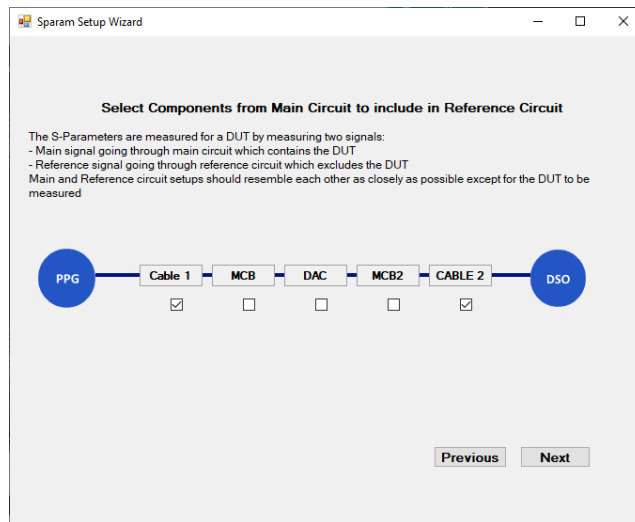 Sparam Setup Wizard
Select Components from Main Circuit to include in Reference Circuit
The S-Parameters are measured for a DUT by measuring two signals:
- Main signal going through main circuit which contains the DUT
- Reference signal going through reference circuit which excludes the DUT
Main and Reference circuit setups should resemble each other as closely as possible except for the DUT to be
measured
PPG Cable 1 MCB DAC MCB2 CABLE 2 DSO
Previous Next